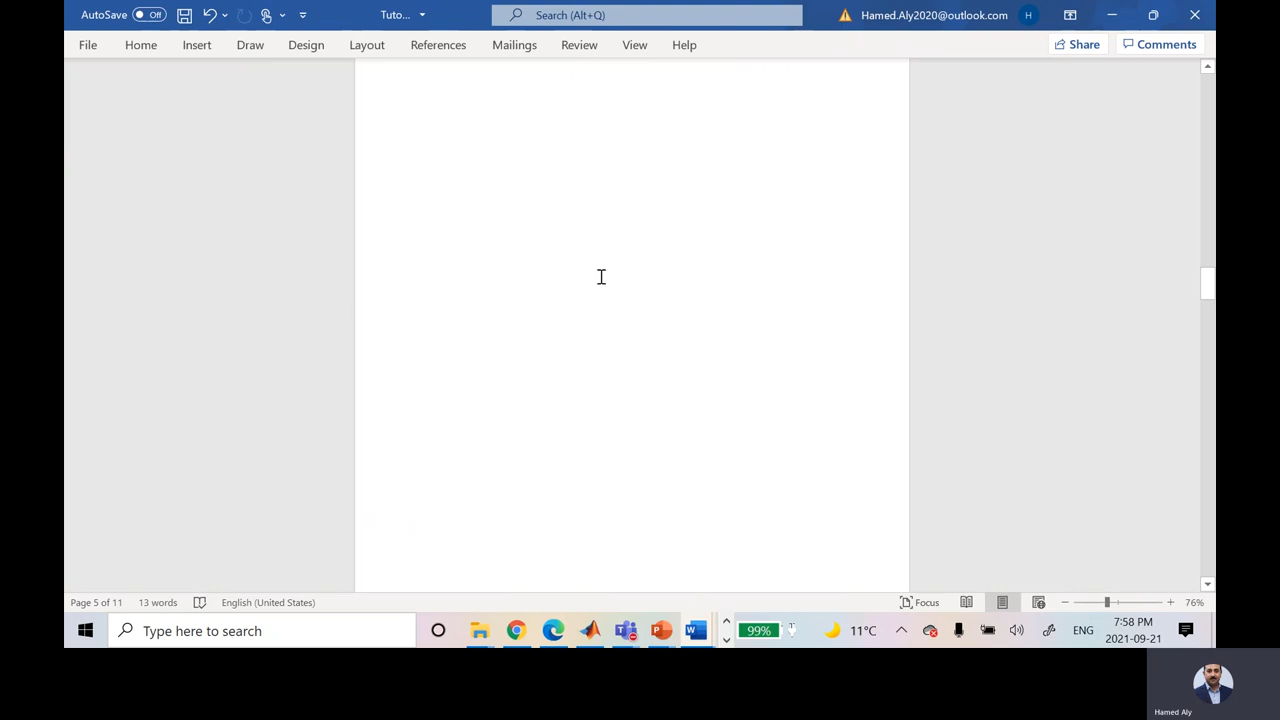 AutoSave Off Tuto... Search (Alt+Q) Hamed.Aly2020@outlook.com H
File Home Insert Draw Design Layout References Mailings Review View Help Share Comments
Page 5 of 11 13 words English (United States) Focus 76%
Type here to search 99% 11°C ENG 7:58 PM
2021-09-21
Hamed Aly